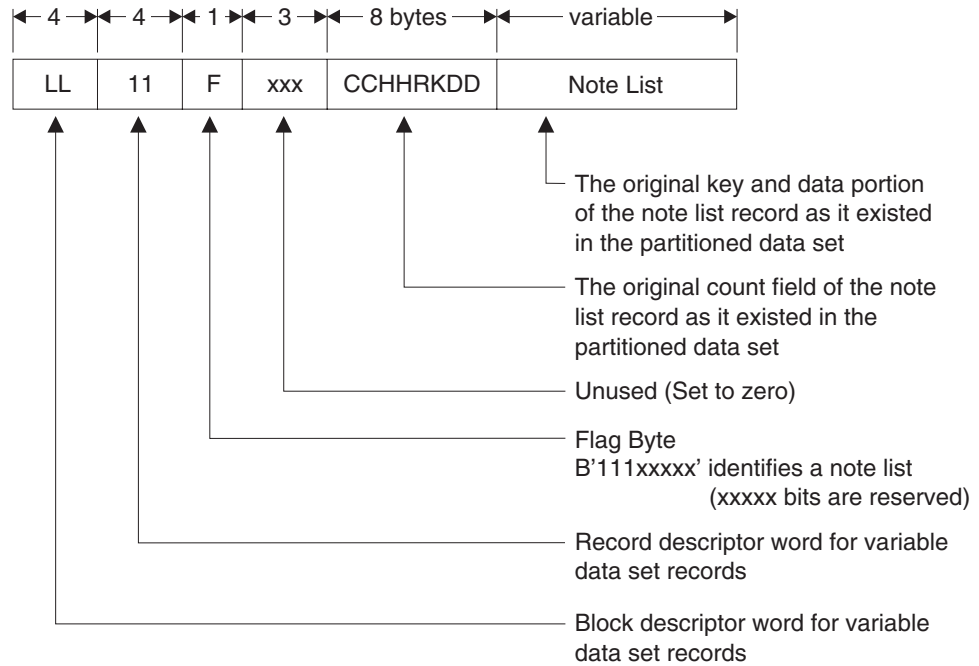 4 4 1 3 8 bytes variable
LL 11 F xxx CCHHRKDD Note List
The original key and data portion
of the note list record as it existed
in the partitioned data set
The original count field of the note
list record as it existed in the
partitioned data set
Unused (Set to zero)
Flag Byte
B’111xxxxx’ identifies a note list
(xxxxx bits are reserved)
Record descriptor word for variable
data set records
Block descriptor word for variable
data set records